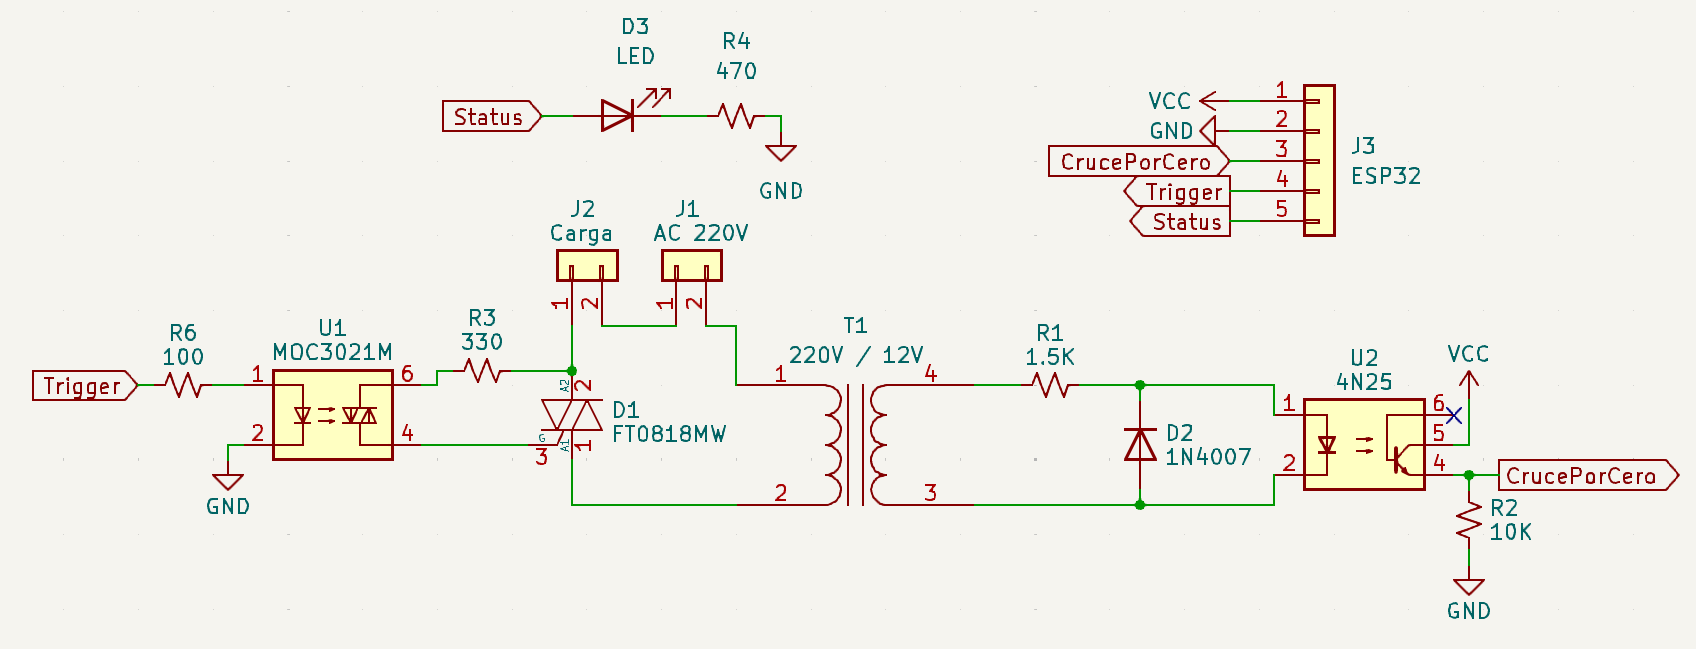 D3
LED
R4
470
Status
GND
VCC
GND
CrucePorCero
Trigger
Status
1
2
3
4
5
J3
ESP32
J2
Carga
J1
AC 220V
1
2
1
2
R6
100
U1
MOC3021M
R3
330
Trigger
1
2
6
4
GND
A2
2
G
3
A1
1
D1
FT0818MW
T1
220V / 12V
1
2
4
3
R1
1.5K
D2
1N4007
U2
4N25
1
2
6
5
4
VCC
CrucePorCero
R2
10K
GND